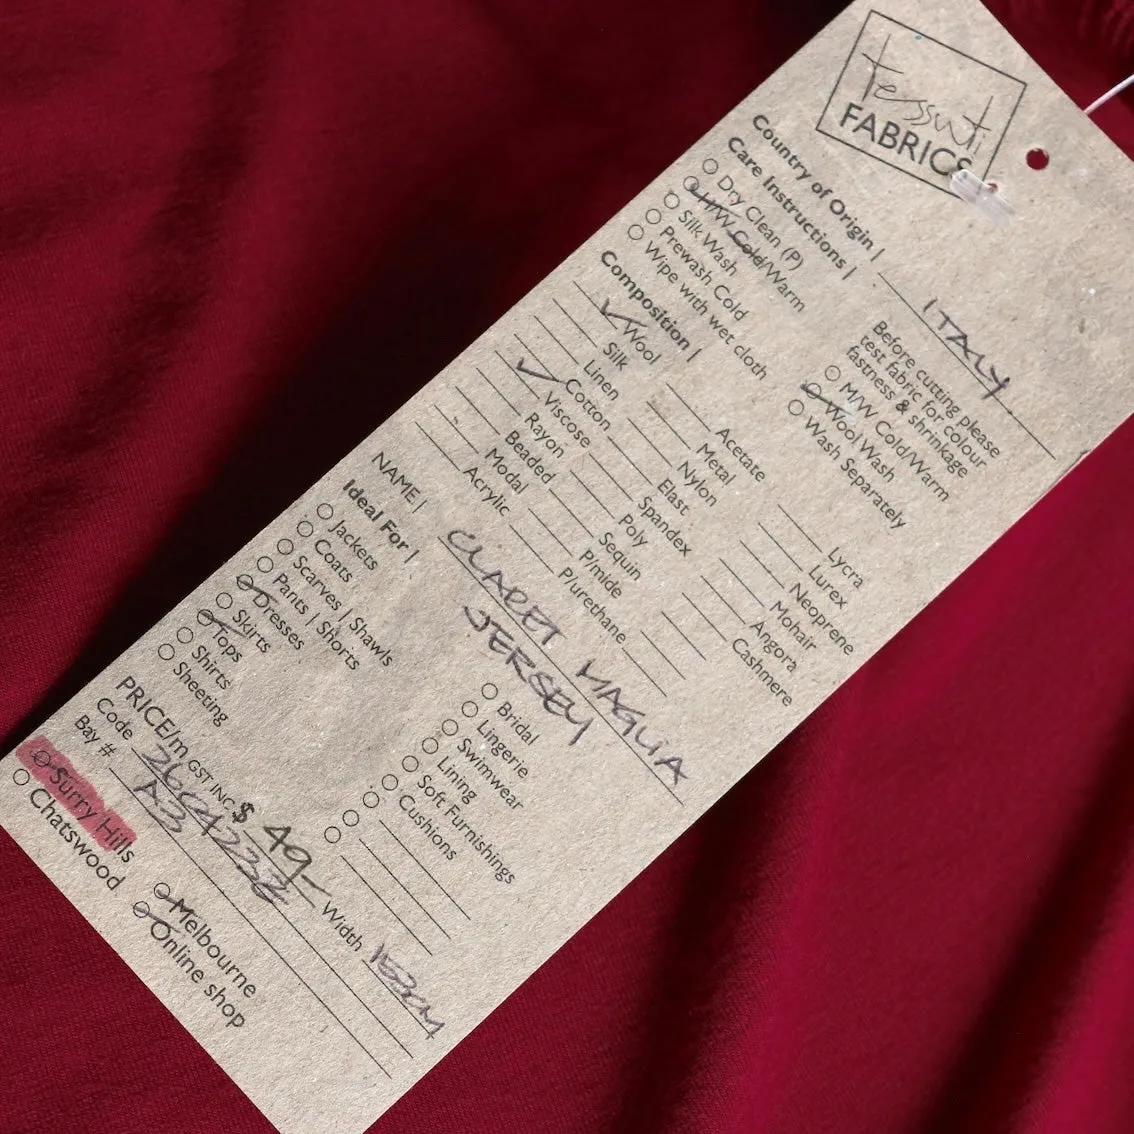 tessuti
FABRICS
Country of Origin | ITALY
Care Instructions |
Dry Clean (P)
H/W Cold/Warm
Silk Wash
Prewash Cold
Wipe with wet cloth
Before cutting please
test fabric for colour
fastness & shrinkage
M/W Cold/Warm
Wool Wash
Wash Separately
Composition |
✓ Wool
Silk
Linen
Cotton
✓ Viscose
Rayon
Beaded
Modal
Acrylic
Acetate
Metal
Nylon
Elast
Spandex
Poly
Sequin
P/mide
P/urethane
Lycra
Lurex
Neoprene
Mohair
Angora
Cashmere
NAME | CLARET MAGLIA
JERSEY
Ideal For |
Jackets
Coats
Scarves | Shawls
Pants | Shorts
Dresses
Skirts
Tops
Shirts
Sheeting
Bridal
Lingerie
Swimwear
Lining
Soft Furnishings
Cushions
PRICE/m GST INC $ 49- Width 153cm
Code
Bay # A3
Surry Hills
Chatswood
Melbourne
Online shop